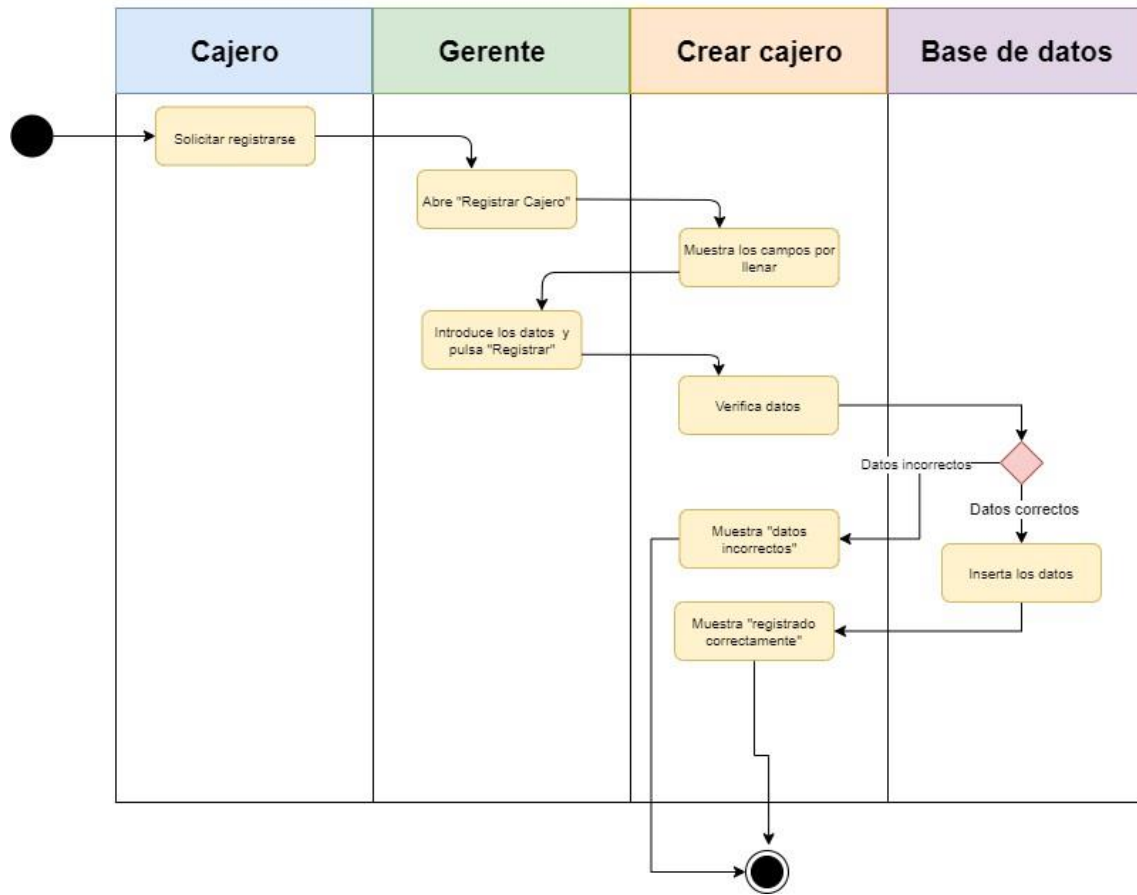 Cajero
Gerente
Crear cajero
Base de datos
Solicitar registrarse
Abre "Registrar Cajero"
Muestra los campos por
llenar
Introduce los datos y
pulsa "Registrar"
Verifica datos
Datos incorrectos
Datos correctos
Muestra "datos
incorrectos"
Inserta los datos
Muestra "registrado
correctamente"